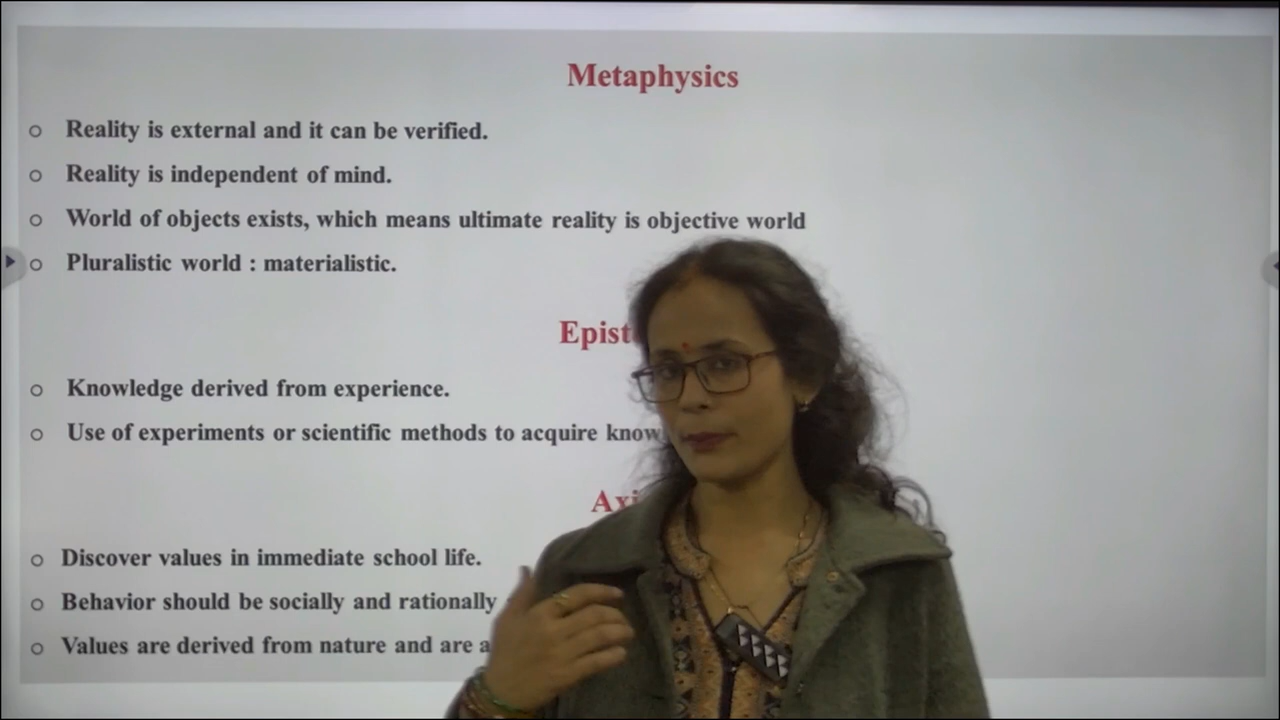 Metaphysics
○ Reality is external and it can be verified.
○ Reality is independent of mind.
○ World of objects exists, which means ultimate reality is objective world
○ Pluralistic world : materialistic.
○ Knowledge derived from experience.
○ Use of experiments or scientific methods to acquire
○ Discover values in immediate school life.
○ Behavior should be socially and rationally
○ Values are derived from nature and are